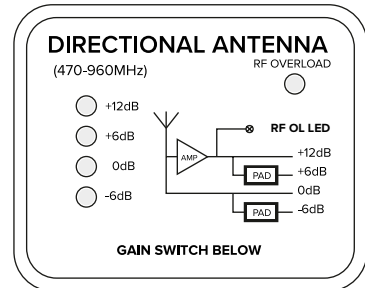 DIRECTIONAL ANTENNA
(470-960MHz)
RF OVERLOAD
+12dB
+6dB
0dB
-6dB
RF OL LED
AMP
+12dB
PAD
+6dB
0dB
PAD
-6dB
GAIN SWITCH BELOW